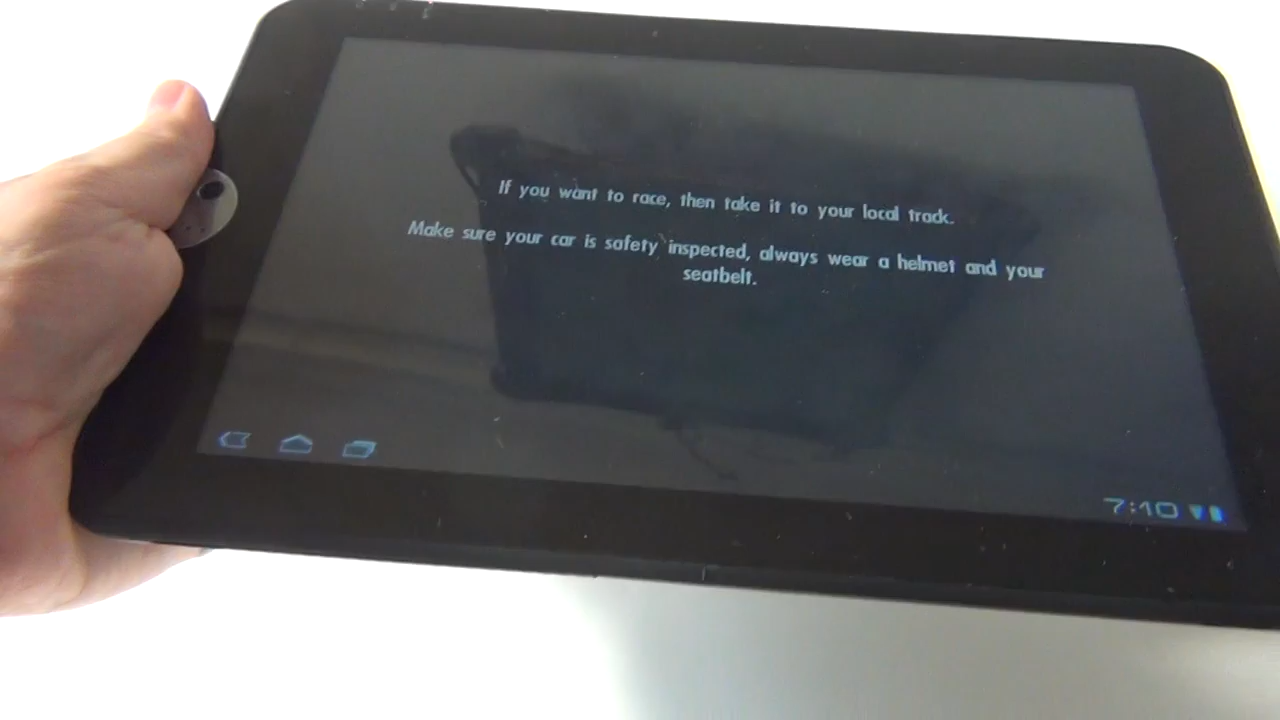 If you want to race, then take it to your local track.
Make sure your car is safety inspected, always wear a helmet and your
seatbelt.
7:10